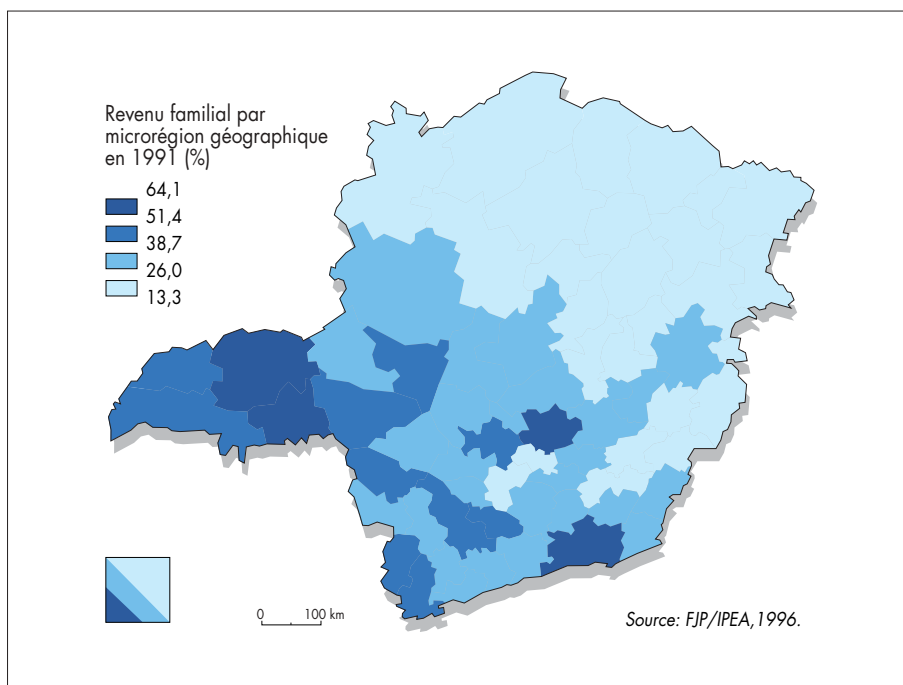 Revenu familial par
microrégion géographique
en 1991 (%)
64,1
51,4
38,7
26,0
13,3
0 100 km
Source: FJP/IPEA,1996.